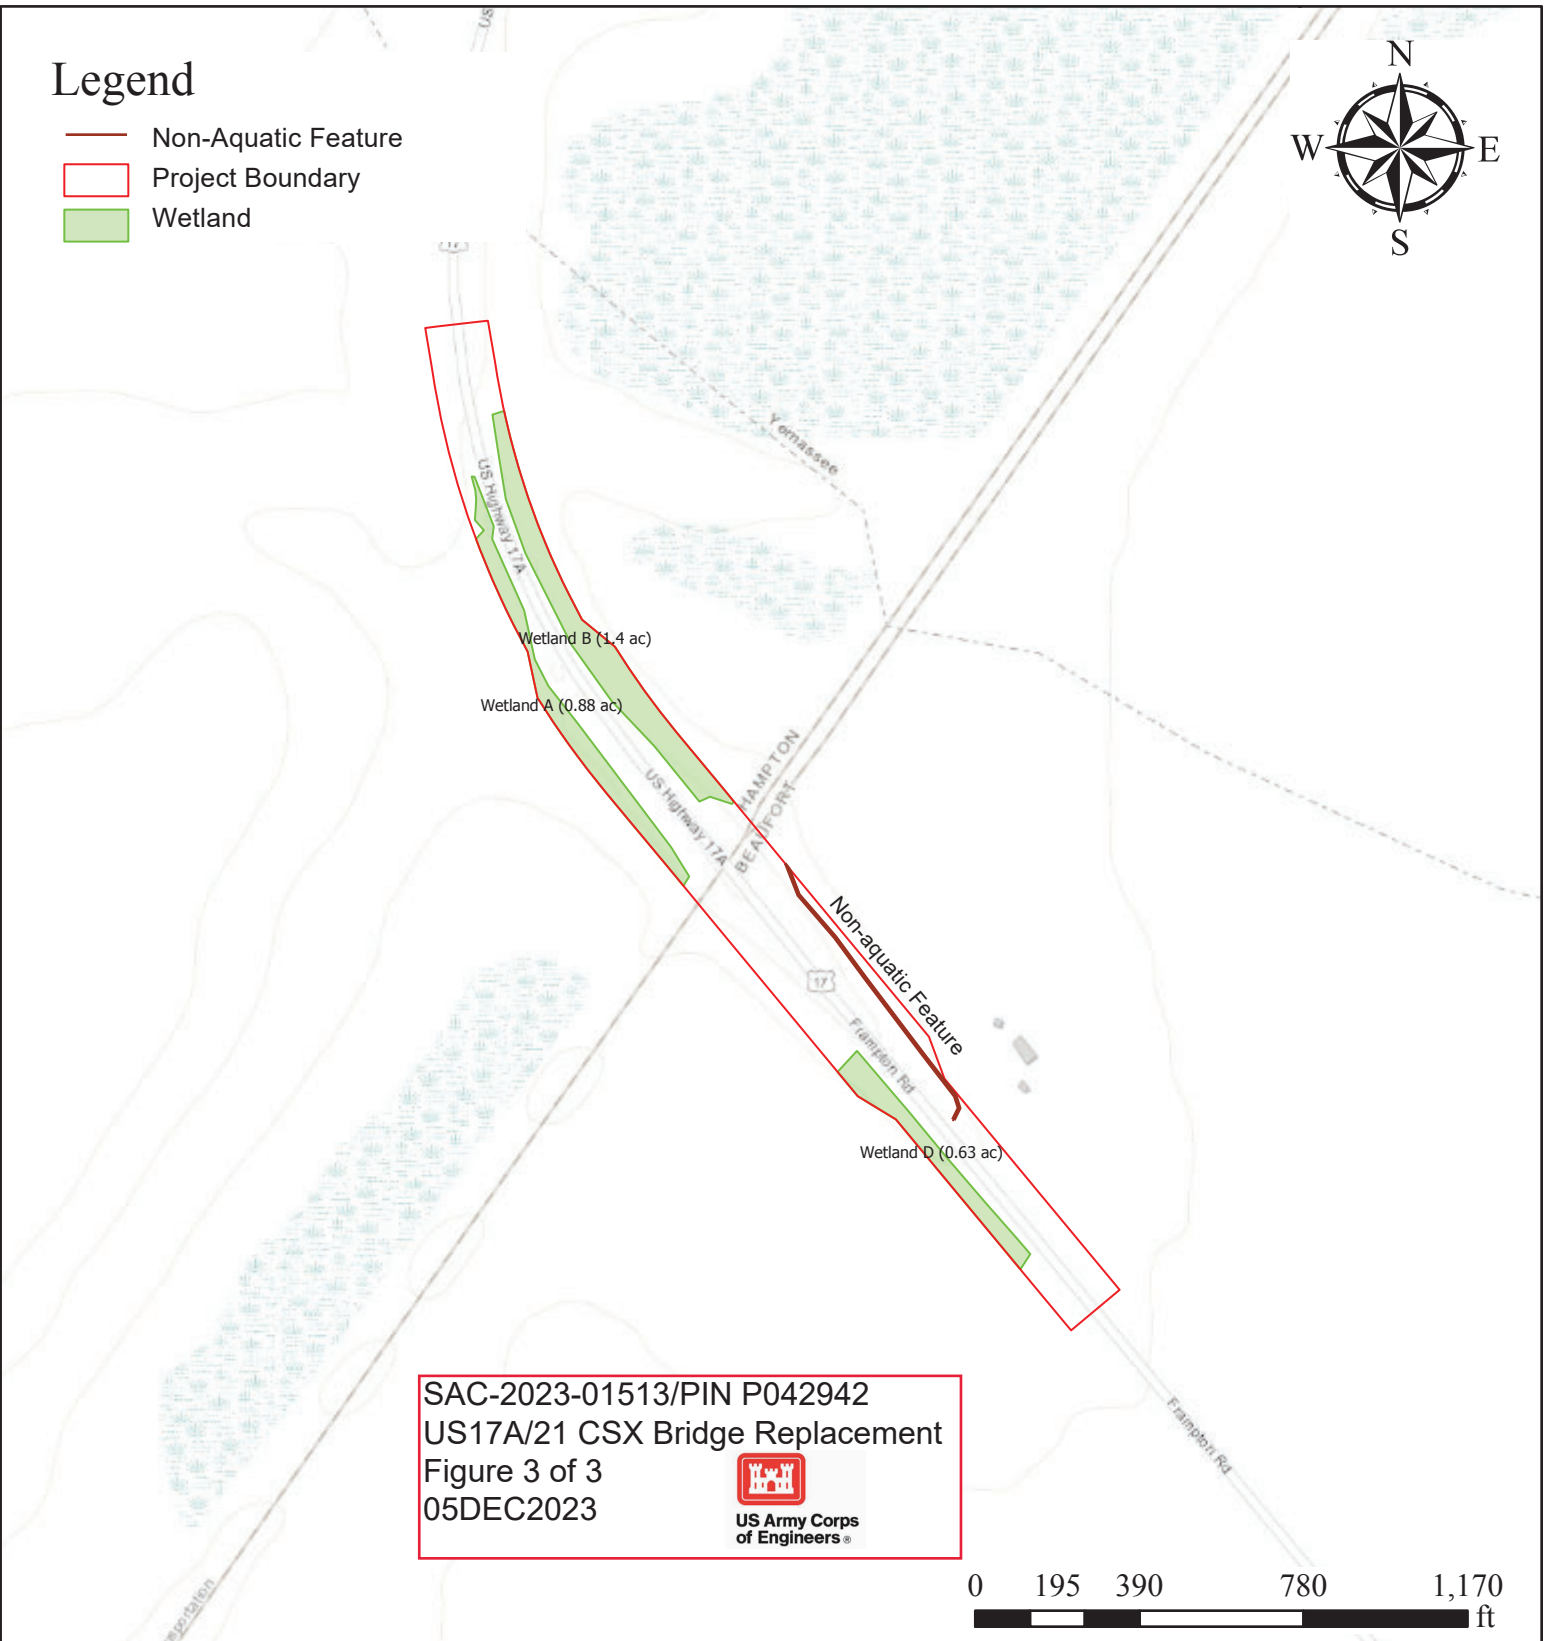 US
Legend
Non-Aquatic Feature
Project Boundary
Wetland
N
W
E
S
17
Yemassee
US Highway 17A
Wetland B (1.4 ac)
Wetland A (0.88 ac)
HAMPTON
BEAUFORT
US Highway 17A
Non-aquatic Feature
17
Frampton Rd
Wetland D (0.63 ac)
Frampton Rd
SAC-2023-01513/PIN P042942
US17A/21 CSX Bridge Replacement
Figure 3 of 3
05DEC2023
US Army Corps
of Engineers ®
0 195 390 780 1,170
ft